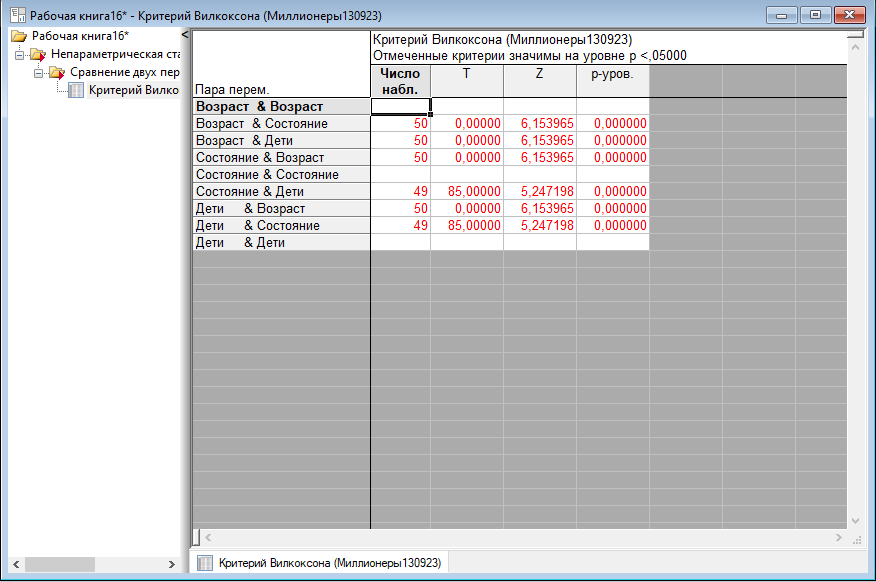 Рабочая книга16* - Критерий Вилкоксона (Миллионеры130923)
Рабочая книга16*
Непараметрическая ста
Сравнение двух пер
Критерий Вилко
Критерий Вилкоксона (Миллионеры130923)
Отмеченные критерии значимы на уровне p <,05000
Пара перем. Число набл. T Z p-уров.
Возраст & Возраст
Возраст & Состояние 50 0,00000 6,153965 0,000000
Возраст & Дети 50 0,00000 6,153965 0,000000
Состояние & Возраст 50 0,00000 6,153965 0,000000
Состояние & Состояние
Состояние & Дети 49 85,00000 5,247198 0,000000
Дети & Возраст 50 0,00000 6,153965 0,000000
Дети & Состояние 49 85,00000 5,247198 0,000000
Дети & Дети
Критерий Вилкоксона (Миллионеры130923)